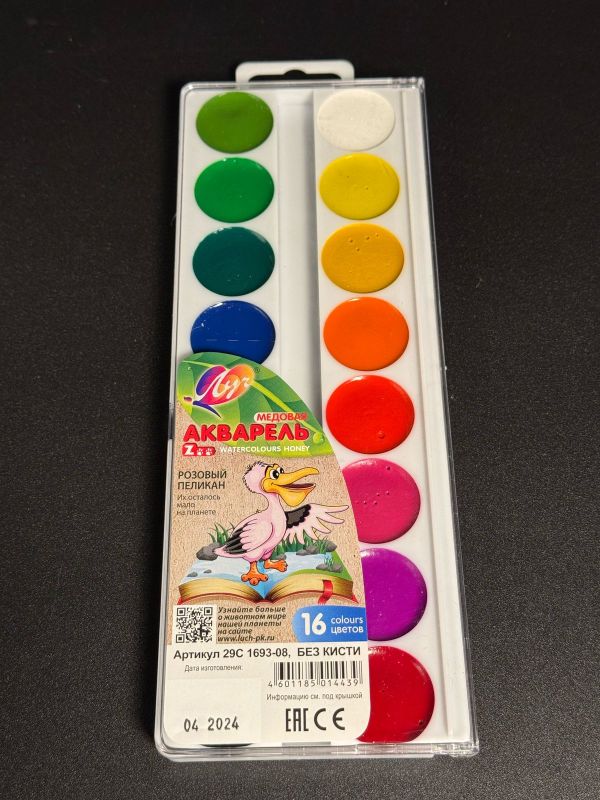 Луч®
МЕДОВАЯ
АКВАРЕЛЬ
Zoo WATERCOLOURS HONEY
РОЗОВЫЙ
ПЕЛИКАН
Их осталось
мало
на планете
Узнайте больше
о животном мире
нашей планеты
на сайте
www.luch-pk.ru
16 colours
цветов
Артикул 29С 1693-08, БЕЗ КИСТИ
Дата изготовления:
4 601185 014439
Информацию см. под крышкой
04 2024
EAC CE